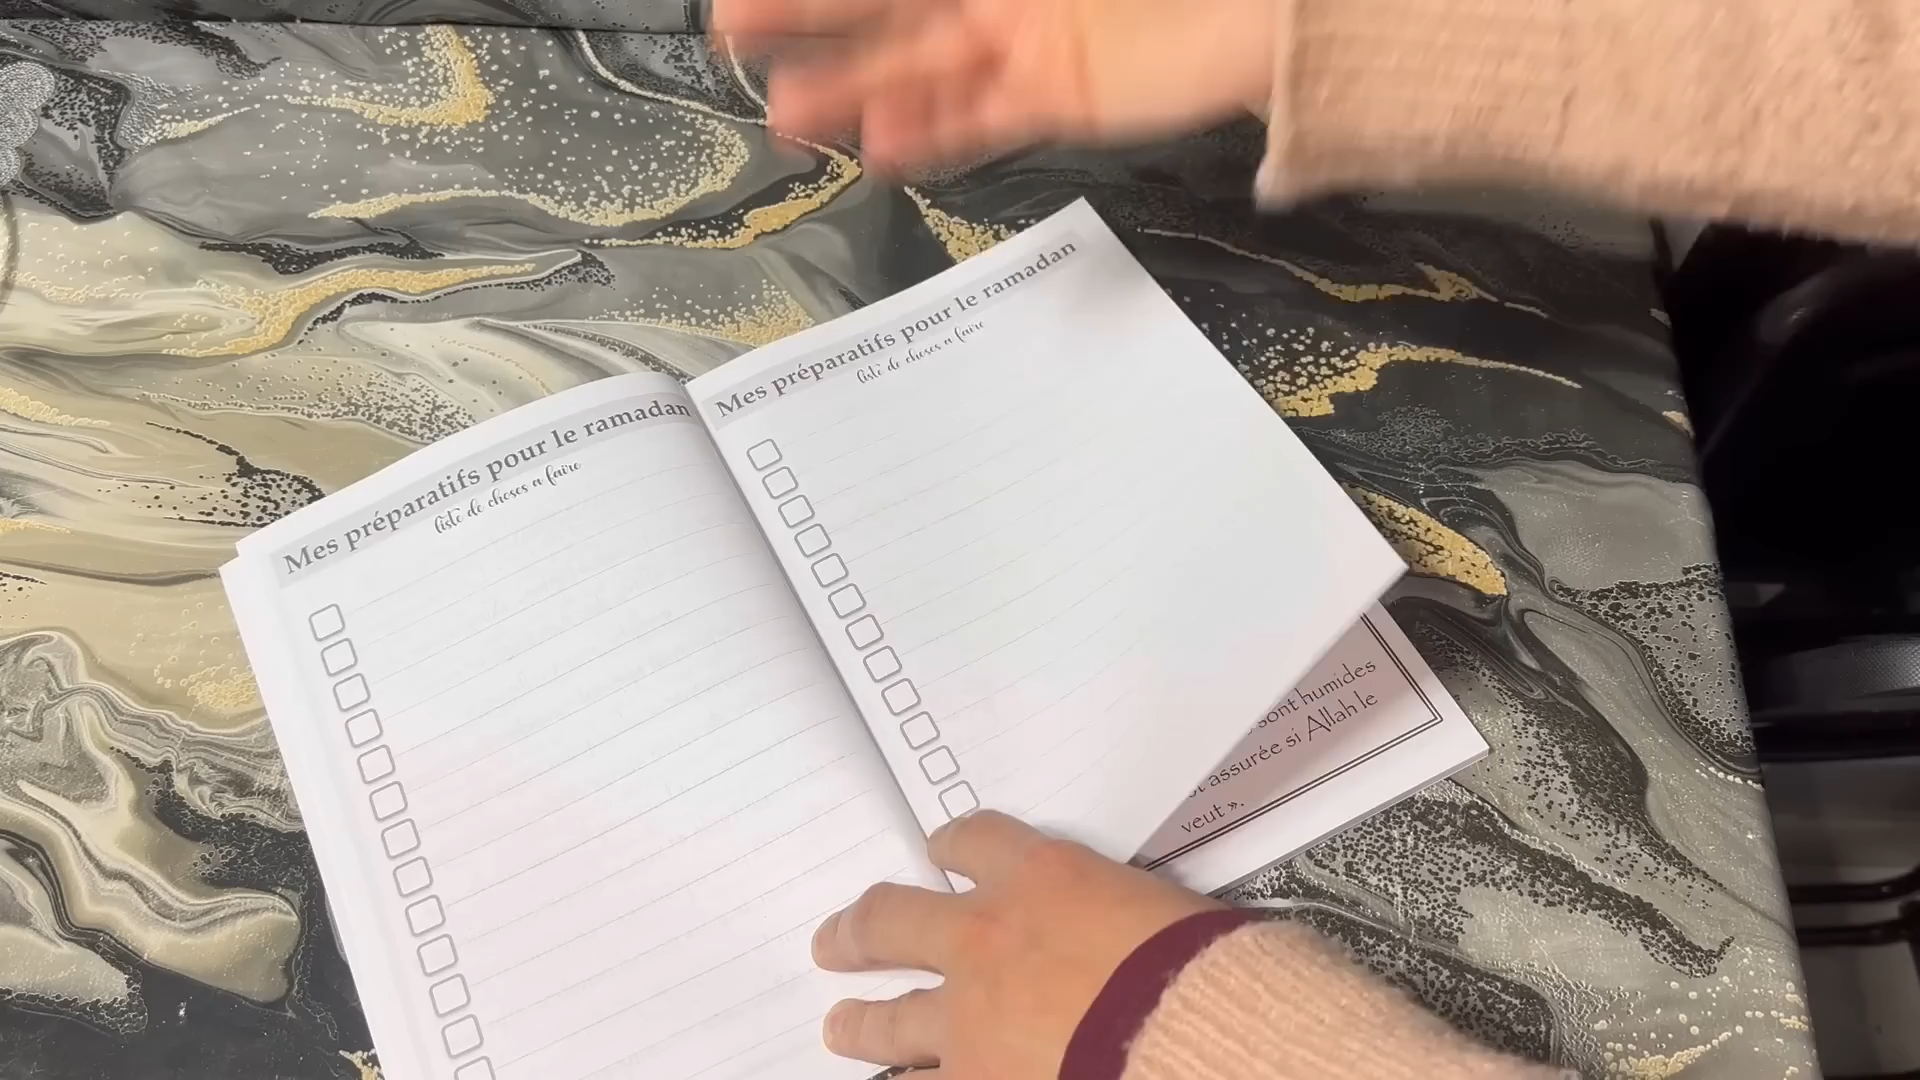 Mes préparatifs pour le ramadan
liste de choses a faire
Mes préparatifs pour le ramadan
liste de choses a faire
sont humides
assurée si Allah le
veut ».